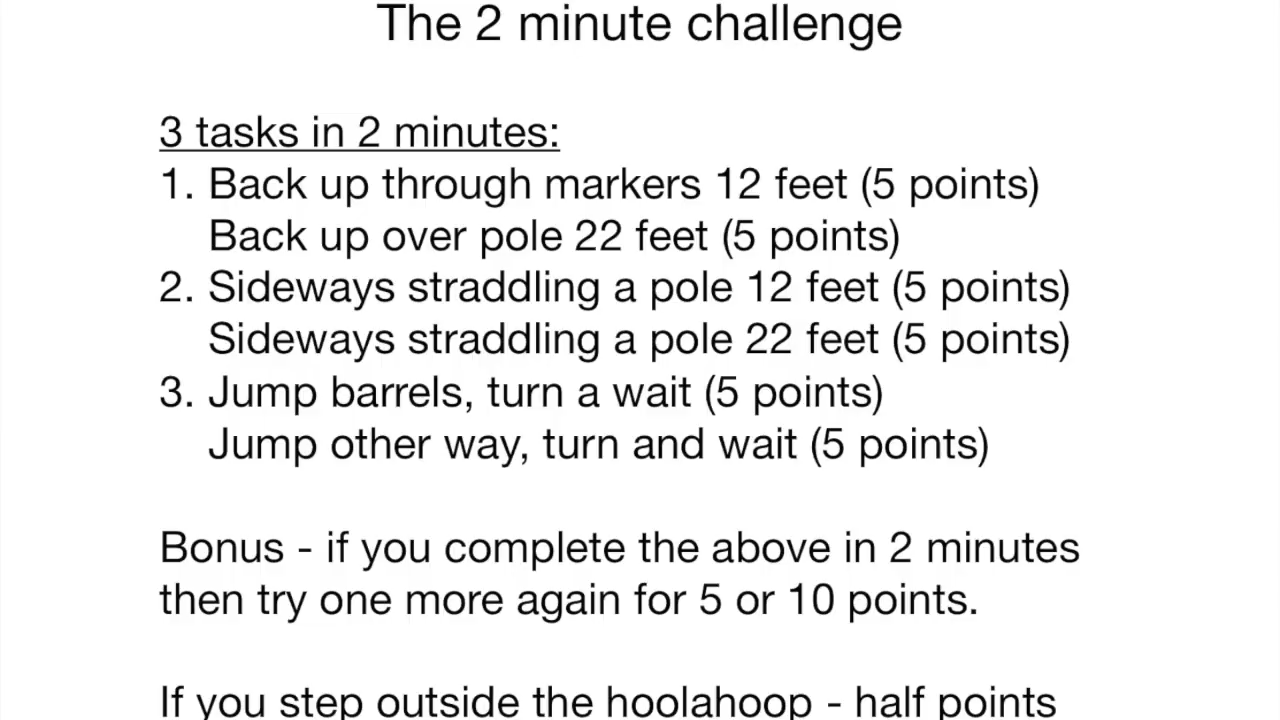 The 2 minute challenge
3 tasks in 2 minutes:
1. Back up through markers 12 feet (5 points)
Back up over pole 22 feet (5 points)
2. Sideways straddling a pole 12 feet (5 points)
Sideways straddling a pole 22 feet (5 points)
3. Jump barrels, turn a wait (5 points)
Jump other way, turn and wait (5 points)
Bonus - if you complete the above in 2 minutes
then try one more again for 5 or 10 points.
If you step outside the hoolahoop - half points